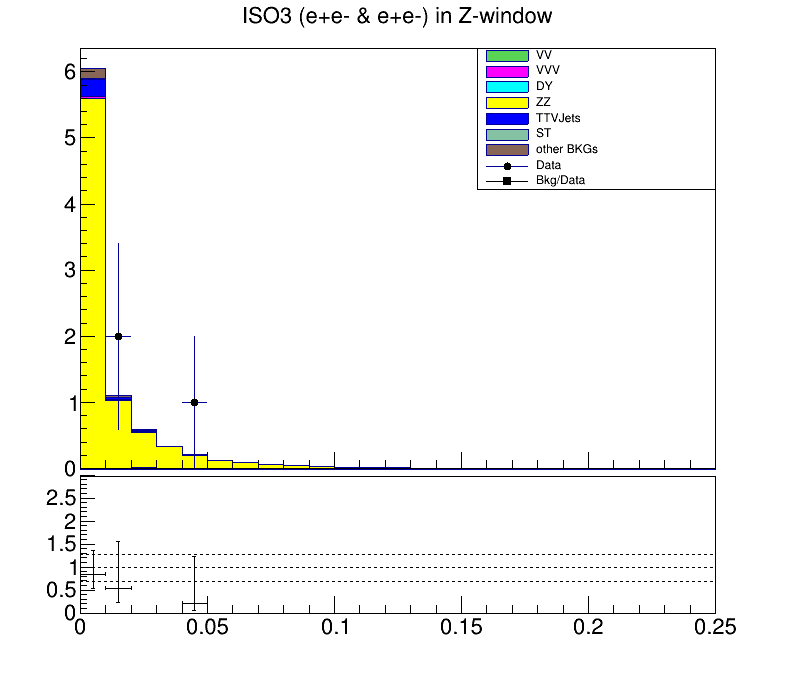 ISO3 (e+e- & e+e-) in Z-window
VV
VVV
DY
ZZ
TTVJets
ST
other BKGs
Data
Bkg/Data
6
5
4
3
2
1
0
2.5
2
1.5
1
0.5
0
0 0.05 0.1 0.15 0.2 0.25